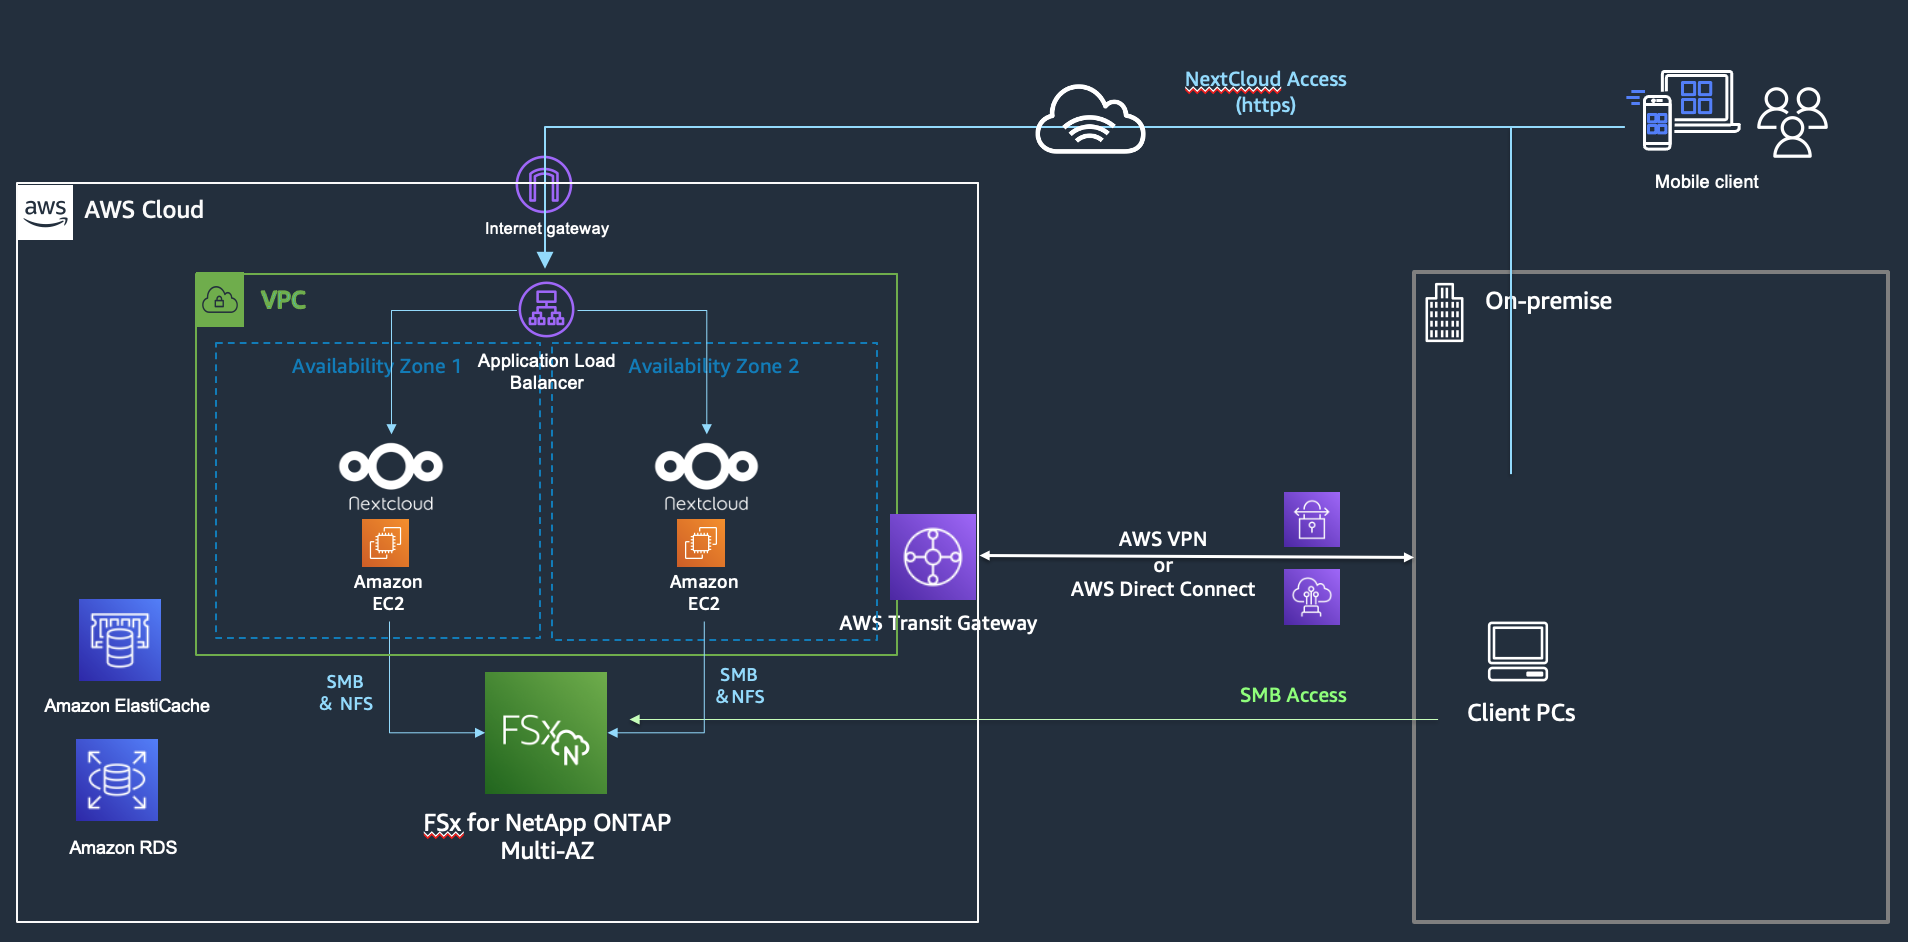 NextCloud Access
(https)
Mobile client
aws
AWS Cloud
Internet gateway
VPC
On-premise
Application Load
Balancer
Availability Zone 1
Availability Zone 2
Nextcloud
Nextcloud
Amazon
EC2
Amazon
EC2
AWS VPN
or
AWS Direct Connect
AWS Transit Gateway
SMB
& NFS
SMB
& NFS
SMB Access
Client PCs
Amazon ElastiCache
FSx
N
Amazon RDS
FSx for NetApp ONTAP
Multi-AZ